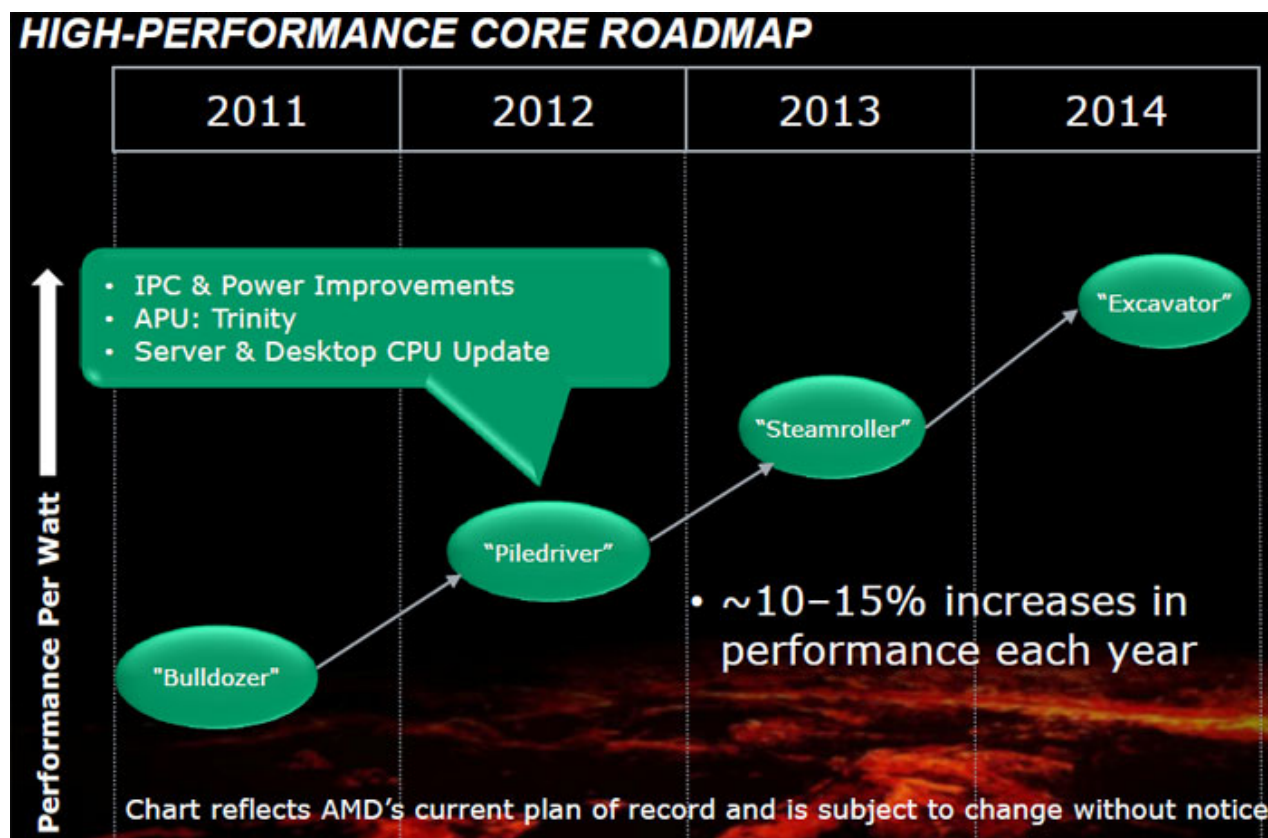 HIGH-PERFORMANCE CORE ROADMAP
2011 2012 2013 2014
• IPC & Power Improvements
• APU: Trinity
• Server & Desktop CPU Update
"Excavator"
"Steamroller"
"Piledriver"
"Bulldozer"
• ~10–15% increases in
performance each year
Performance Per Watt
Chart reflects AMD's current plan of record and is subject to change without notice